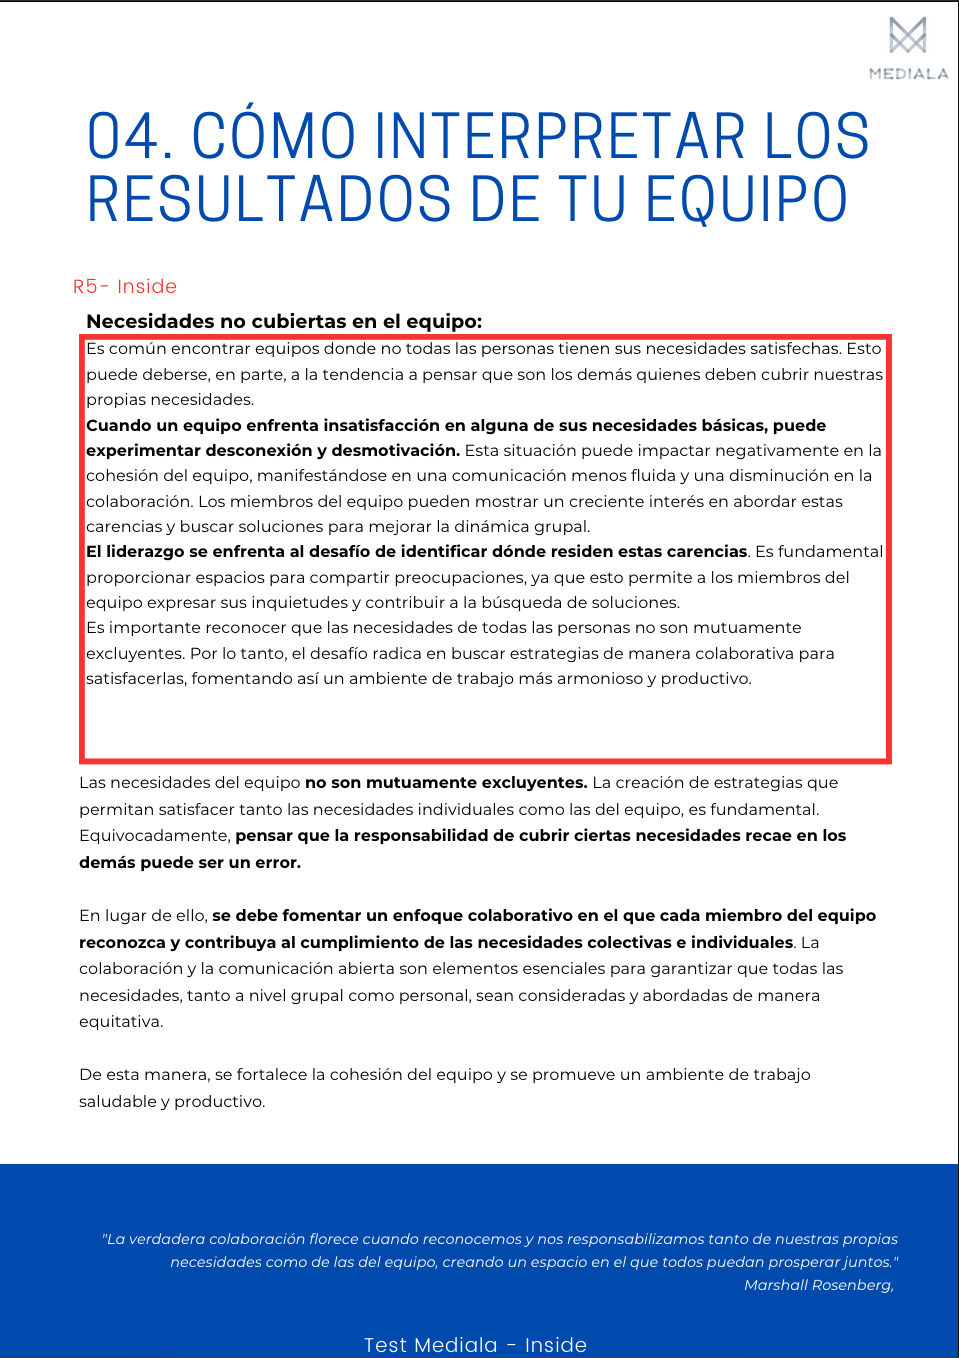 MEDIALA
04. CÓMO INTERPRETAR LOS
RESULTADOS DE TU EQUIPO
R5- Inside
Necesidades no cubiertas en el equipo:
Es común encontrar equipos donde no todas las personas tienen sus necesidades satisfechas. Esto
puede deberse, en parte, a la tendencia a pensar que son los demás quienes deben cubrir nuestras
propias necesidades.
Cuando un equipo enfrenta insatisfacción en alguna de sus necesidades básicas, puede
experimentar desconexión y desmotivación. Esta situación puede impactar negativamente en la
cohesión del equipo, manifestándose en una comunicación menos fluida y una disminución en la
colaboración. Los miembros del equipo pueden mostrar un creciente interés en abordar estas
carencias y buscar soluciones para mejorar la dinámica grupal.
El liderazgo se enfrenta al desafío de identificar dónde residen estas carencias. Es fundamental
proporcionar espacios para compartir preocupaciones, ya que esto permite a los miembros del
equipo expresar sus inquietudes y contribuir a la búsqueda de soluciones.
Es importante reconocer que las necesidades de todas las personas no son mutuamente
excluyentes. Por lo tanto, el desafío radica en buscar estrategias de manera colaborativa para
satisfacerlas, fomentando así un ambiente de trabajo más armonioso y productivo.
Las necesidades del equipo no son mutuamente excluyentes. La creación de estrategias que
permitan satisfacer tanto las necesidades individuales como las del equipo, es fundamental.
Equivocadamente, pensar que la responsabilidad de cubrir ciertas necesidades recae en los
demás puede ser un error.
En lugar de ello, se debe fomentar un enfoque colaborativo en el que cada miembro del equipo
reconozca y contribuya al cumplimiento de las necesidades colectivas e individuales. La
colaboración y la comunicación abierta son elementos esenciales para garantizar que todas las
necesidades, tanto a nivel grupal como personal, sean consideradas y abordadas de manera
equitativa.
De esta manera, se fortalece la cohesión del equipo y se promueve un ambiente de trabajo
saludable y productivo.
"La verdadera colaboración florece cuando reconocemos y nos responsabilizamos tanto de nuestras propias
necesidades como de las del equipo, creando un espacio en el que todos puedan prosperar juntos."
Marshall Rosenberg,
Test Mediala - Inside